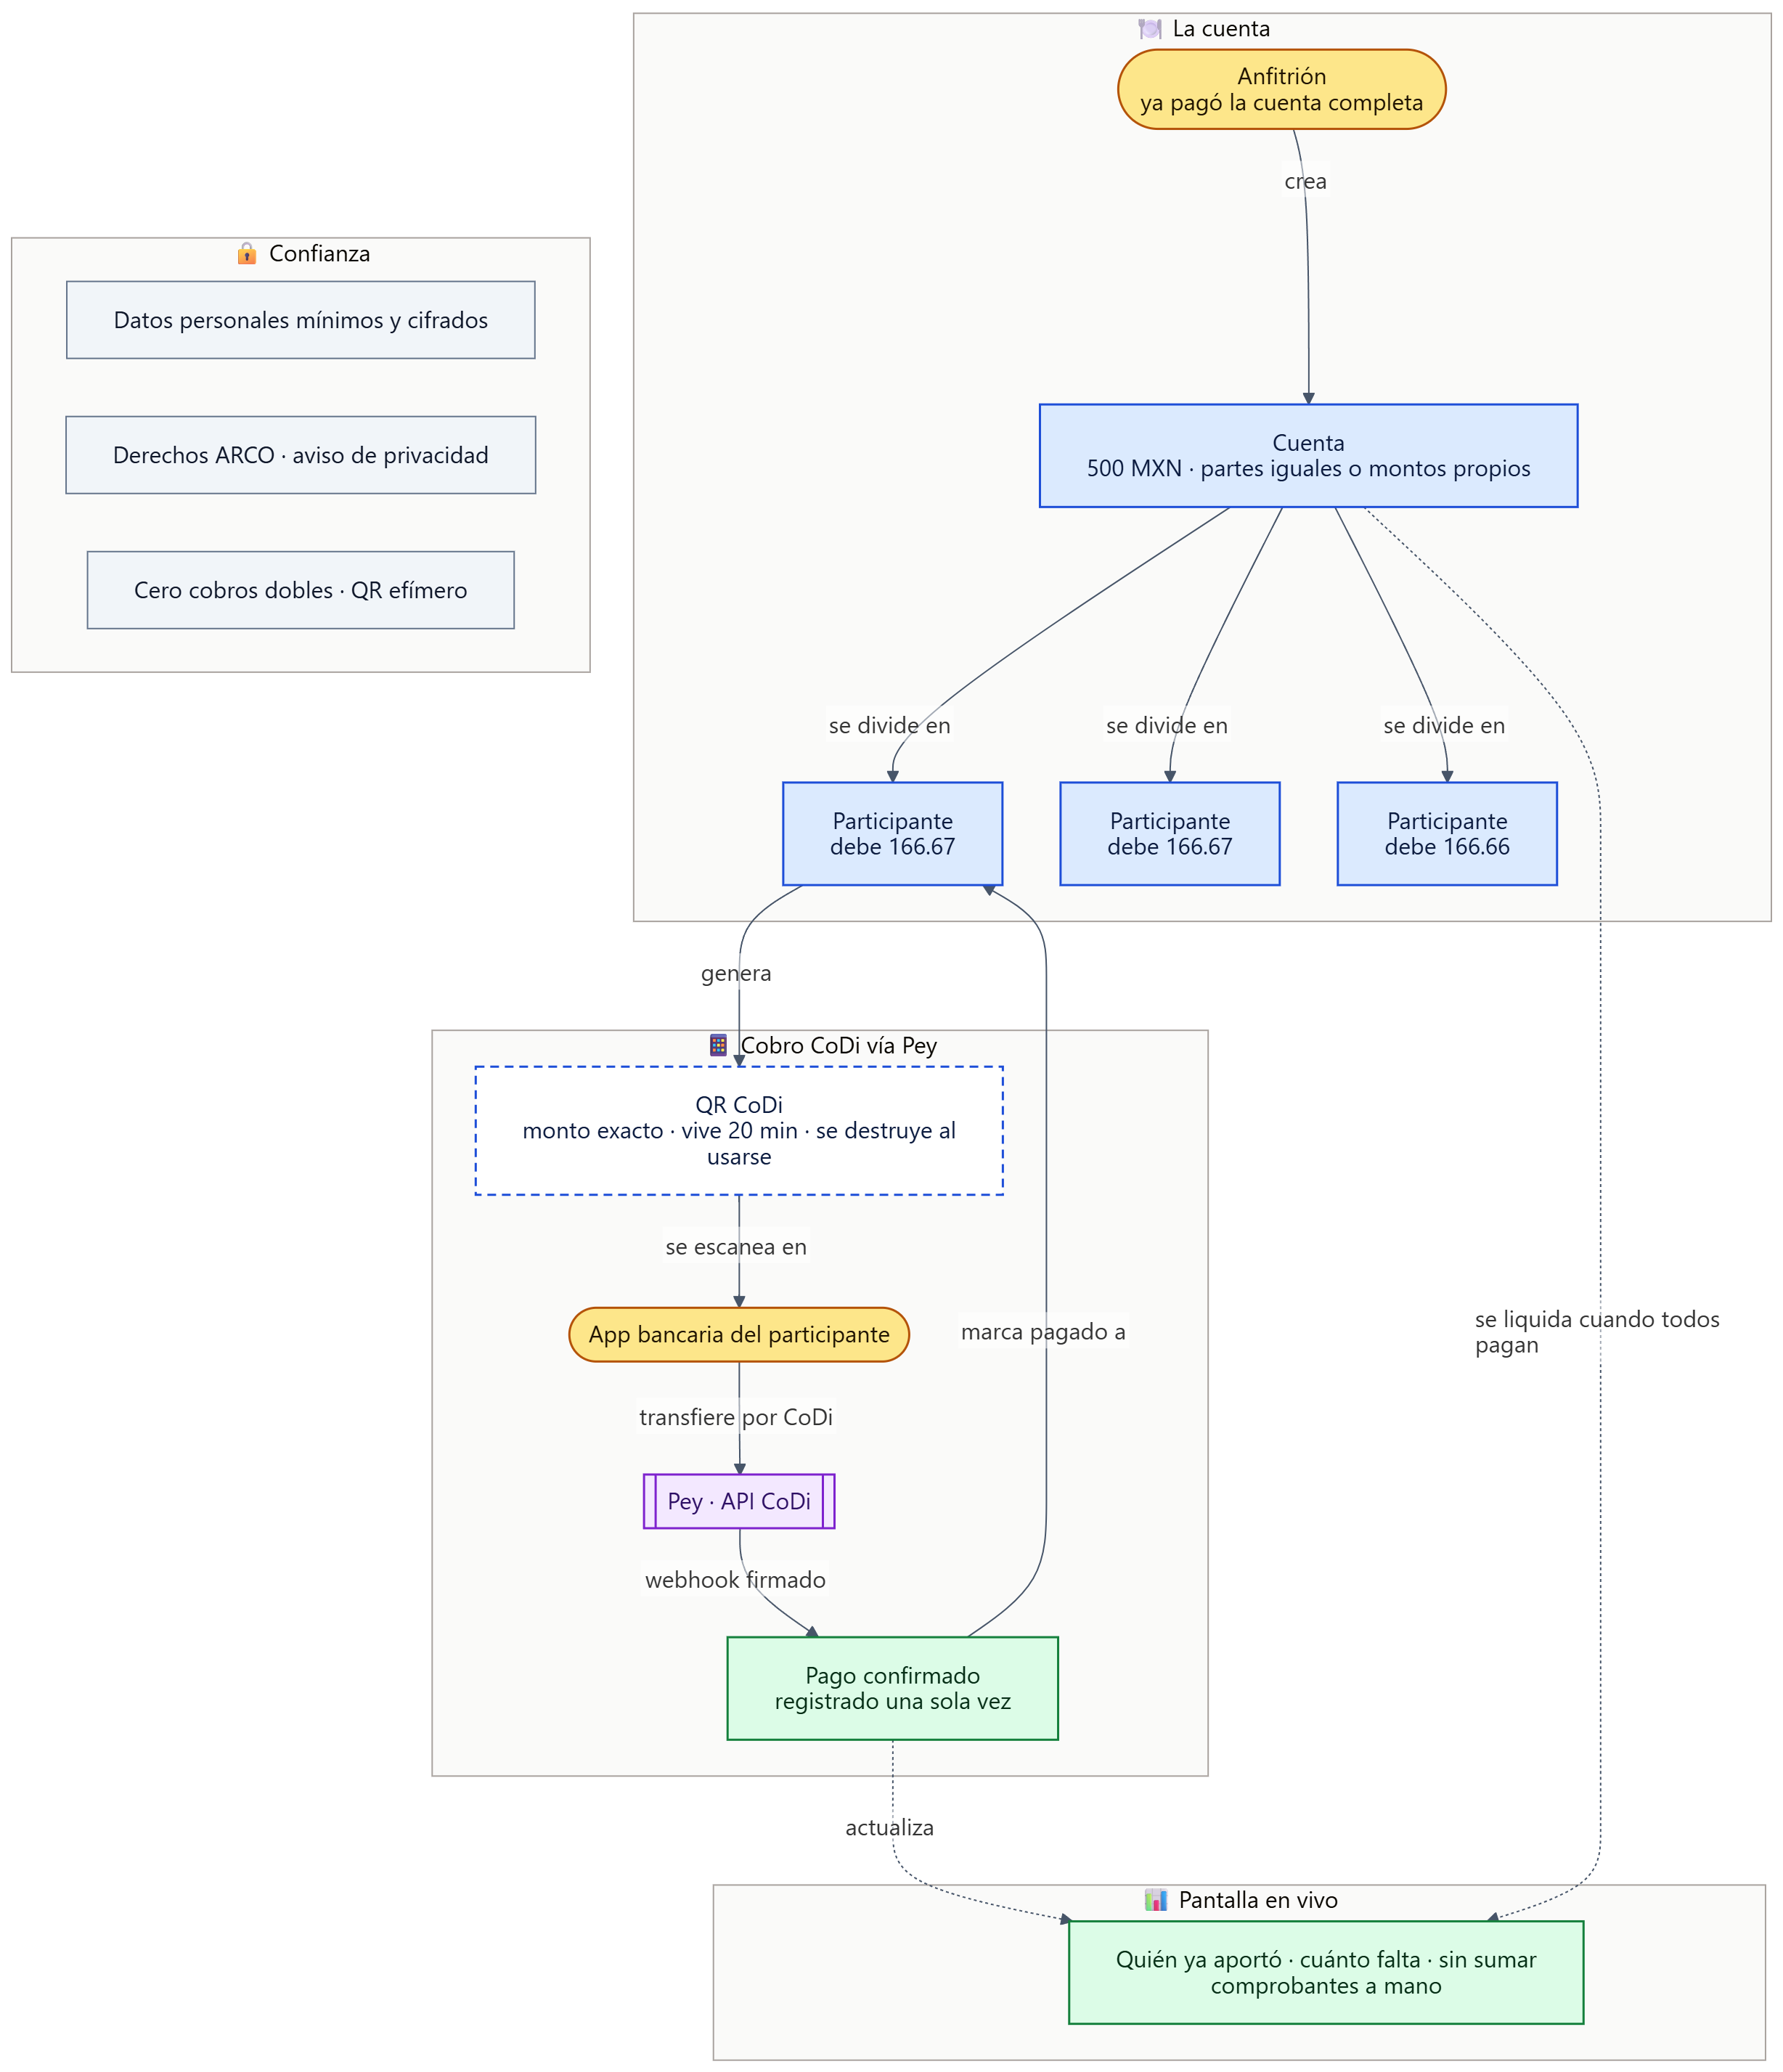 La cuenta
Anfitrión
ya pagó la cuenta completa
crea
Confianza
Datos personales mínimos y cifrados
Derechos ARCO · aviso de privacidad
Cero cobros dobles · QR efímero
Cuenta
500 MXN · partes iguales o montos propios
se divide en
se divide en
se divide en
Participante
debe 166.67
Participante
debe 166.67
Participante
debe 166.66
genera
Cobro CoDi vía Pey
QR CoDi
monto exacto · vive 20 min · se destruye al
usarse
se escanea en
App bancaria del participante
marca pagado a
se liquida cuando todos
pagan
transfiere por CoDi
Pey · API CoDi
webhook firmado
Pago confirmado
registrado una sola vez
actualiza
Pantalla en vivo
Quién ya aportó · cuánto falta · sin sumar
comprobantes a mano